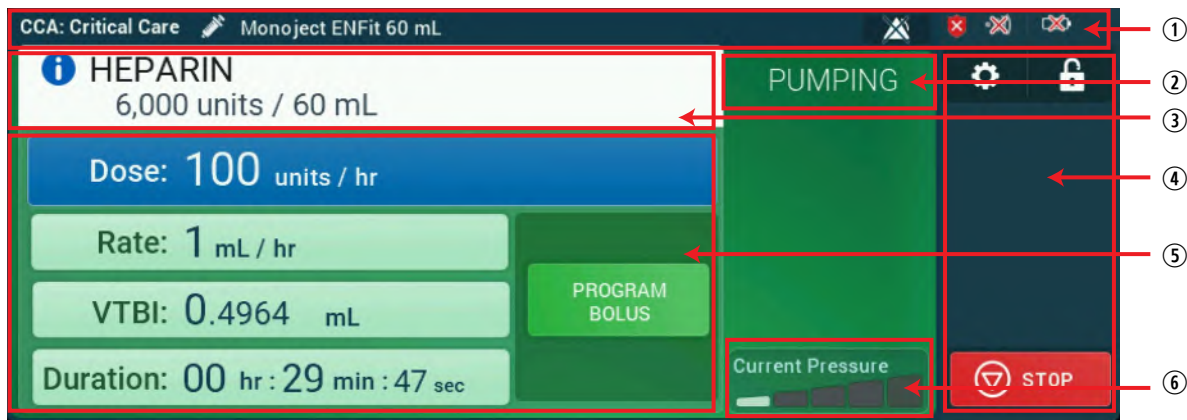 CCA: Critical Care Monoject ENFit 60 mL
①
i HEPARIN
6,000 units / 60 mL
PUMPING
②
③
Dose: 100 units / hr
④
Rate: 1 mL / hr
⑤
VTBI: 0.4964 mL
PROGRAM
BOLUS
Duration: 00 hr : 29 min : 47 sec
Current Pressure
STOP
⑥